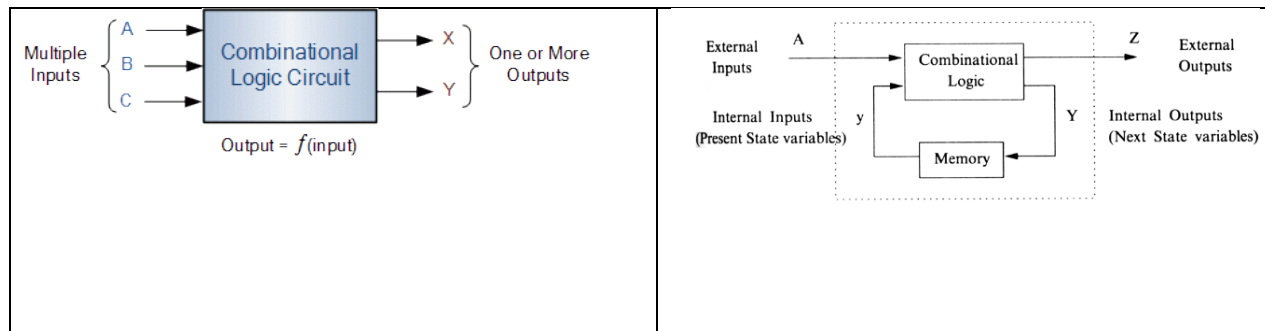 Multiple
Inputs
A
B
C
Combinational
Logic Circuit
X
Y
One or More
Outputs
Output = f(input)
External
Inputs
A
Combinational
Logic
Z
External
Outputs
Internal Inputs
(Present State variables)
y
Y
Internal Outputs
(Next State variables)
Memory